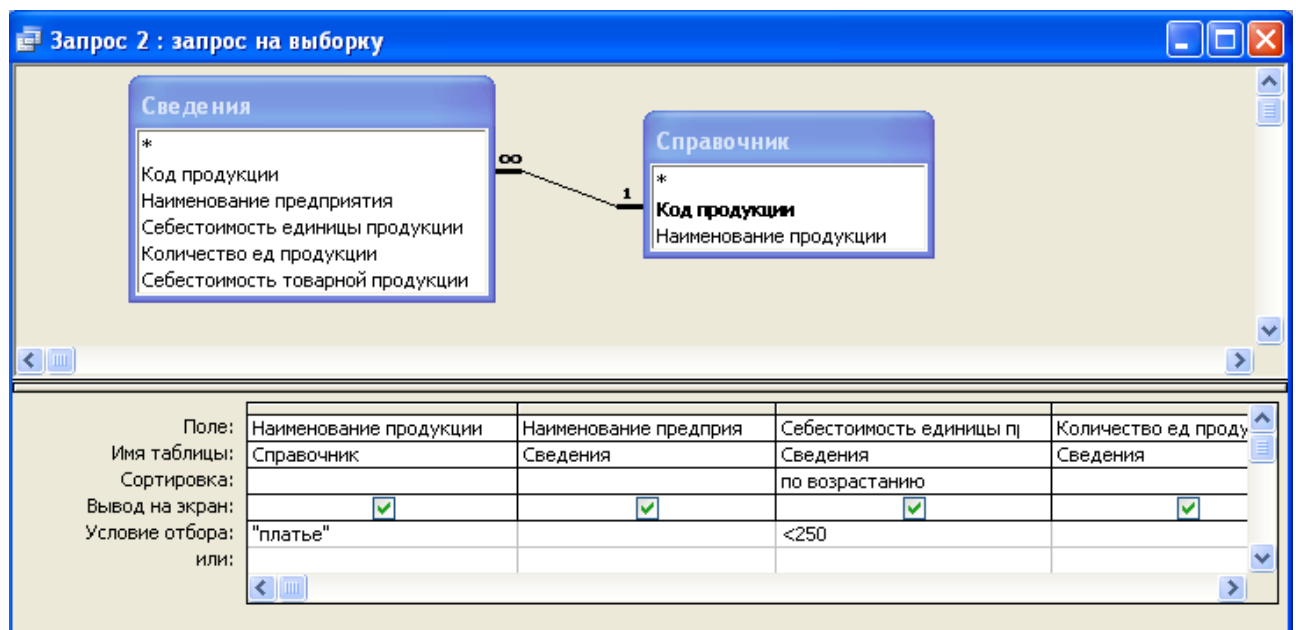 Запрос 2 : запрос на выборку
Сведения
*
Код продукции
Наименование предприятия
Себестоимость единицы продукции
Количество ед продукции
Себестоимость товарной продукции
∞
1
Справочник
*
Код продукции
Наименование продукции
Поле: Наименование продукции Наименование предприя Себестоимость единицы п Количество ед проду
Имя таблицы: Справочник Сведения Сведения Сведения
Сортировка: по возрастанию
Вывод на экран:
Условие отбора: "платье" <250
или: